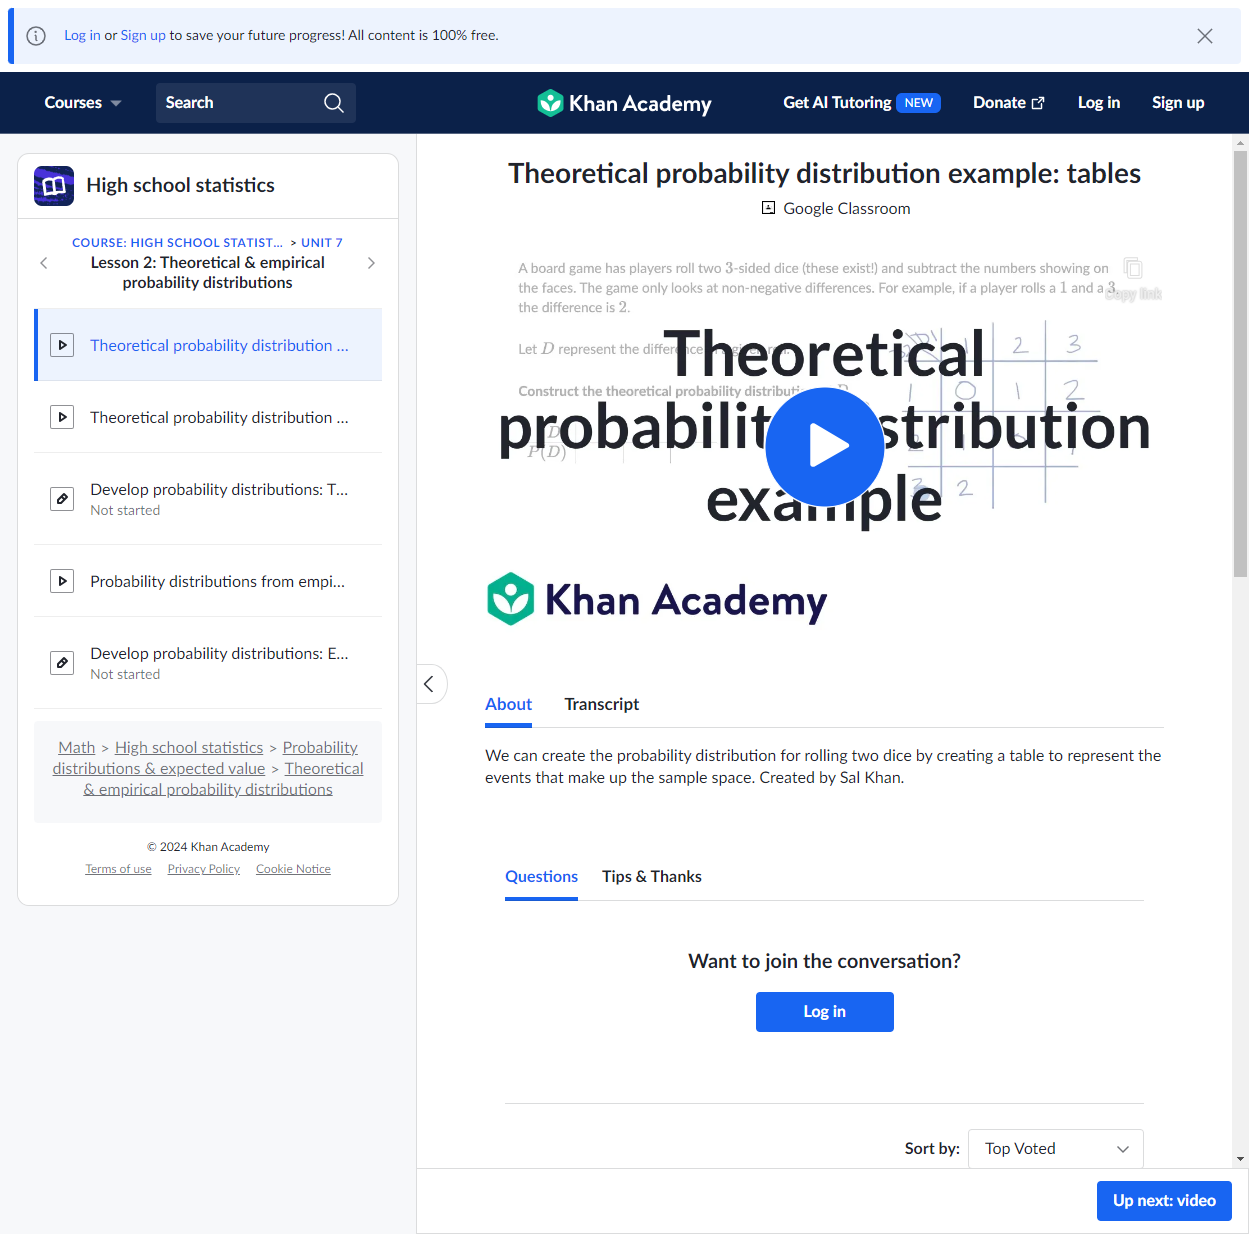 Log in or Sign up to save your future progress! All content is 100% free.
Courses
Search
Khan Academy
Get AI Tutoring NEW
Donate
Log in
Sign up
High school statistics
COURSE: HIGH SCHOOL STATIST... > UNIT 7
Lesson 2: Theoretical & empirical
probability distributions
Theoretical probability distribution ...
Theoretical probability distribution ...
Develop probability distributions: T...
Not started
Probability distributions from empi...
Develop probability distributions: E...
Not started
Math > High school statistics > Probability
distributions & expected value > Theoretical
& empirical probability distributions
© 2024 Khan Academy
Terms of use Privacy Policy Cookie Notice
Theoretical probability distribution example: tables
Google Classroom
A board game has players roll two 3-sided dice (these exist!) and subtract the numbers showing on
the faces. The game only looks at non-negative differences. For example, if a player rolls a 1 and a 3,
the difference is 2.
Copy link
Let D represent the difference
Construct the theoretical probability
D
P(D)
1 2 3
1 0 1 2
2 1
3 2
Theoretical
probability distribution
example
Khan Academy
About
Transcript
We can create the probability distribution for rolling two dice by creating a table to represent the
events that make up the sample space. Created by Sal Khan.
Questions
Tips & Thanks
Want to join the conversation?
Log in
Sort by:
Top Voted
Up next: video